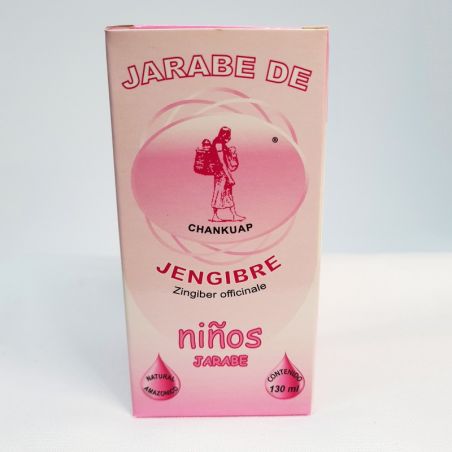 JARABE DE
®
CHANKUAP
JENGIBRE
Zingiber officinale
niños
JARABE
NATURAL
AMAZONICO
CONTENIDO
130 ml